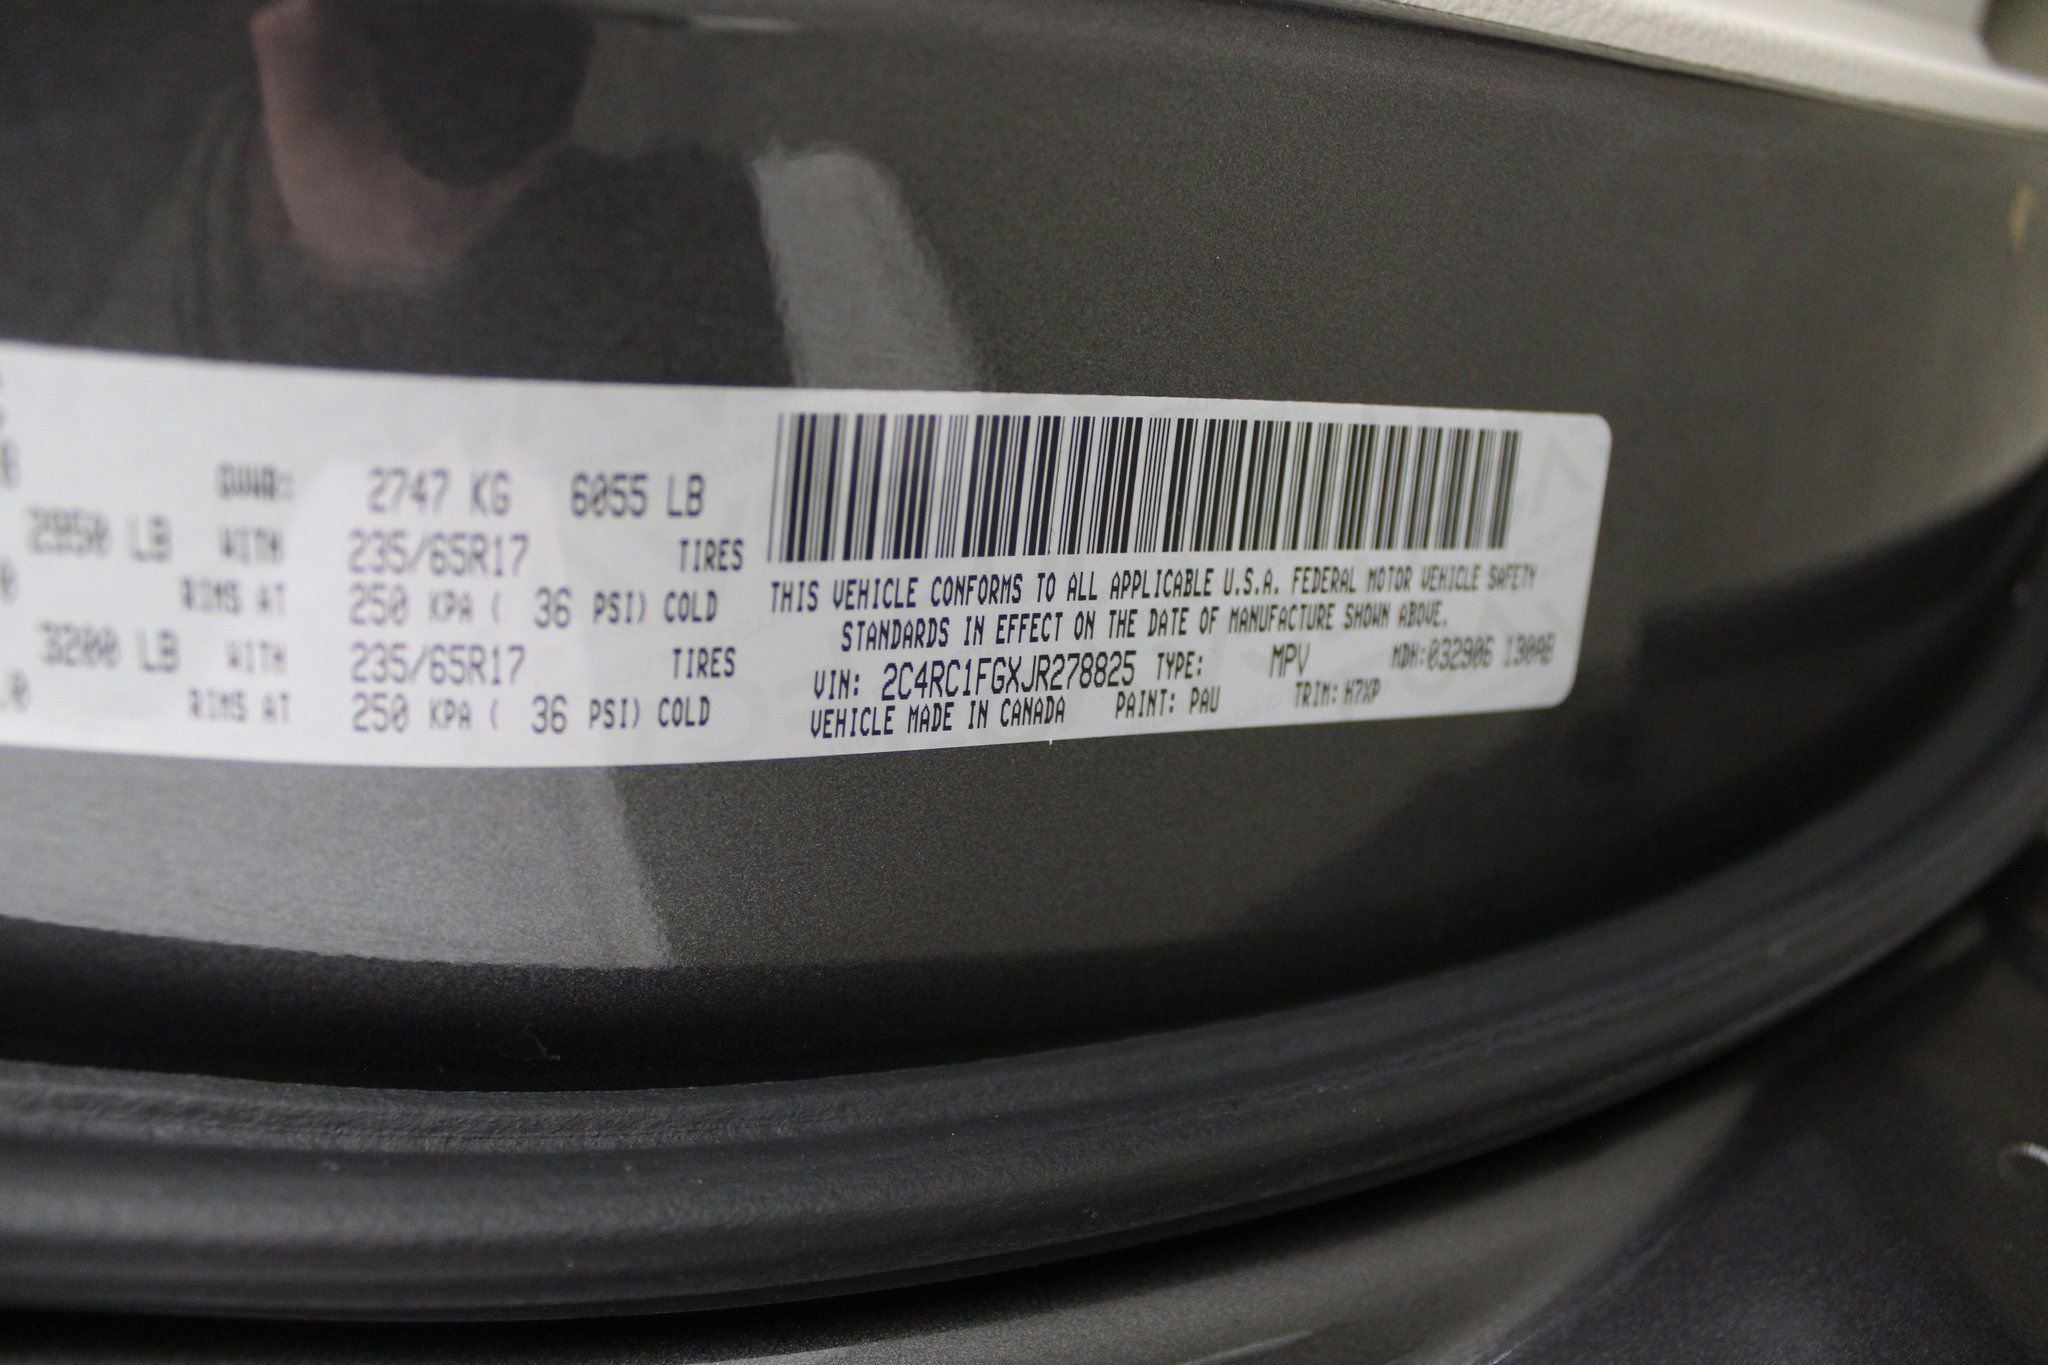 GVWR: 2747 KG 6055 LB
2950 LB WITH 235/65R17 TIRES
RIMS AT 250 KPA ( 36 PSI) COLD
3200 LB WITH 235/65R17 TIRES
RIMS AT 250 KPA ( 36 PSI) COLD
THIS VEHICLE CONFORMS TO ALL APPLICABLE U.S.A. FEDERAL MOTOR VEHICLE SAFETY
STANDARDS IN EFFECT ON THE DATE OF MANUFACTURE SHOWN ABOVE.
VIN: 2C4RC1FGXJR278825 TYPE: MPV MDH:032906
VEHICLE MADE IN CANADA PAINT: PAU TRIM: